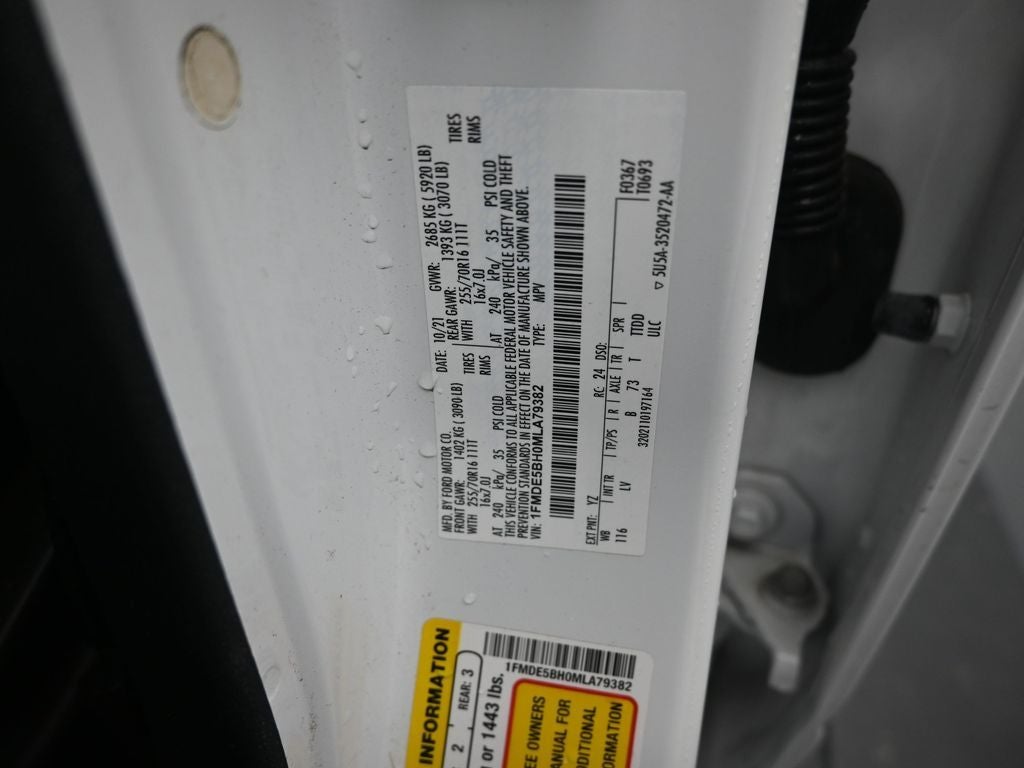 MFD. BY FORD MOTOR CO.
DATE: 10/21 GVWR: 2685 KG ( 5920 LB)
FRONT GAWR: 1402 KG ( 3090 LB) REAR GAWR: 1393 KG ( 3070 LB)
WITH 255/70R16 111T TIRES WITH 255/70R16 111T TIRES
16x7.0J RIMS 16x7.0J RIMS
AT 240 kPa/ 35 PSI COLD AT 240 kPa/ 35 PSI COLD
THIS VEHICLE CONFORMS TO ALL APPLICABLE FEDERAL MOTOR VEHICLE SAFETY AND THEFT
PREVENTION STANDARDS IN EFFECT ON THE DATE OF MANUFACTURE SHOWN ABOVE.
VIN: 1FMDE5BH0MLA79382 TYPE: MPV
EXT PNT: YZ RC: 24 DSO: F0367
WB INT TR TP/PS R AXLE TR SPR T0693
116 LV B 73 T TIDD
3202110197164 ULC
▽ 5U5A-3520472-AA
INFORMATION
2 REAR: 3
or 1443 lbs.
1FMDE5BH0MLA79382
OWNERS
FOR